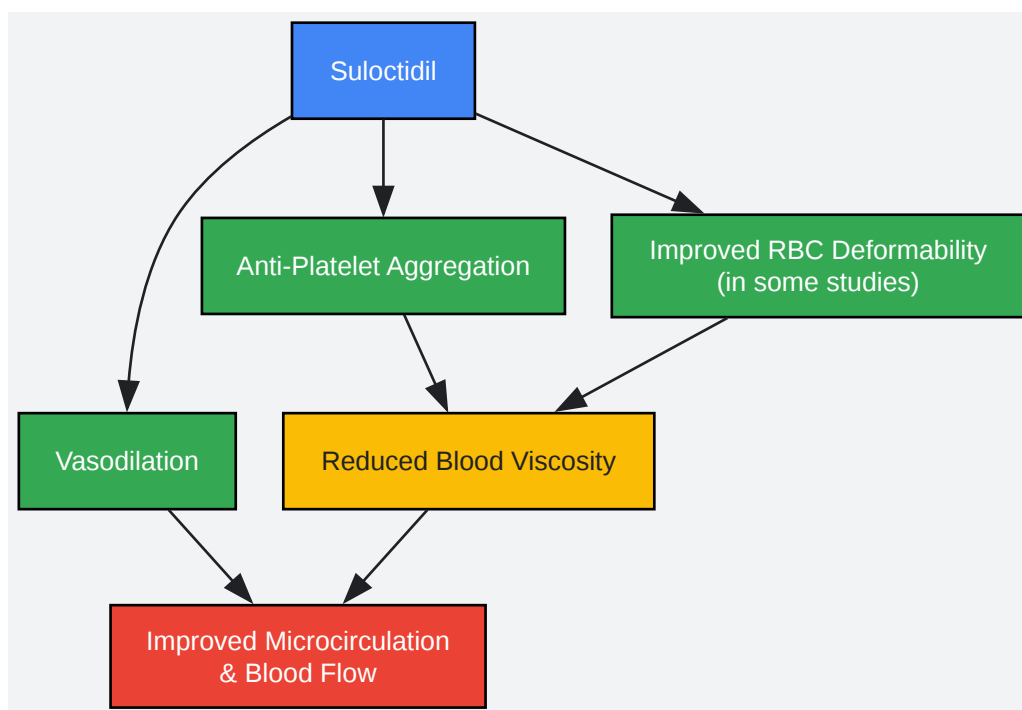 Suloctidil
Anti-Platelet Aggregation
Improved RBC Deformability
(in some studies)
Vasodilation
Reduced Blood Viscosity
Improved Microcirculation
& Blood Flow